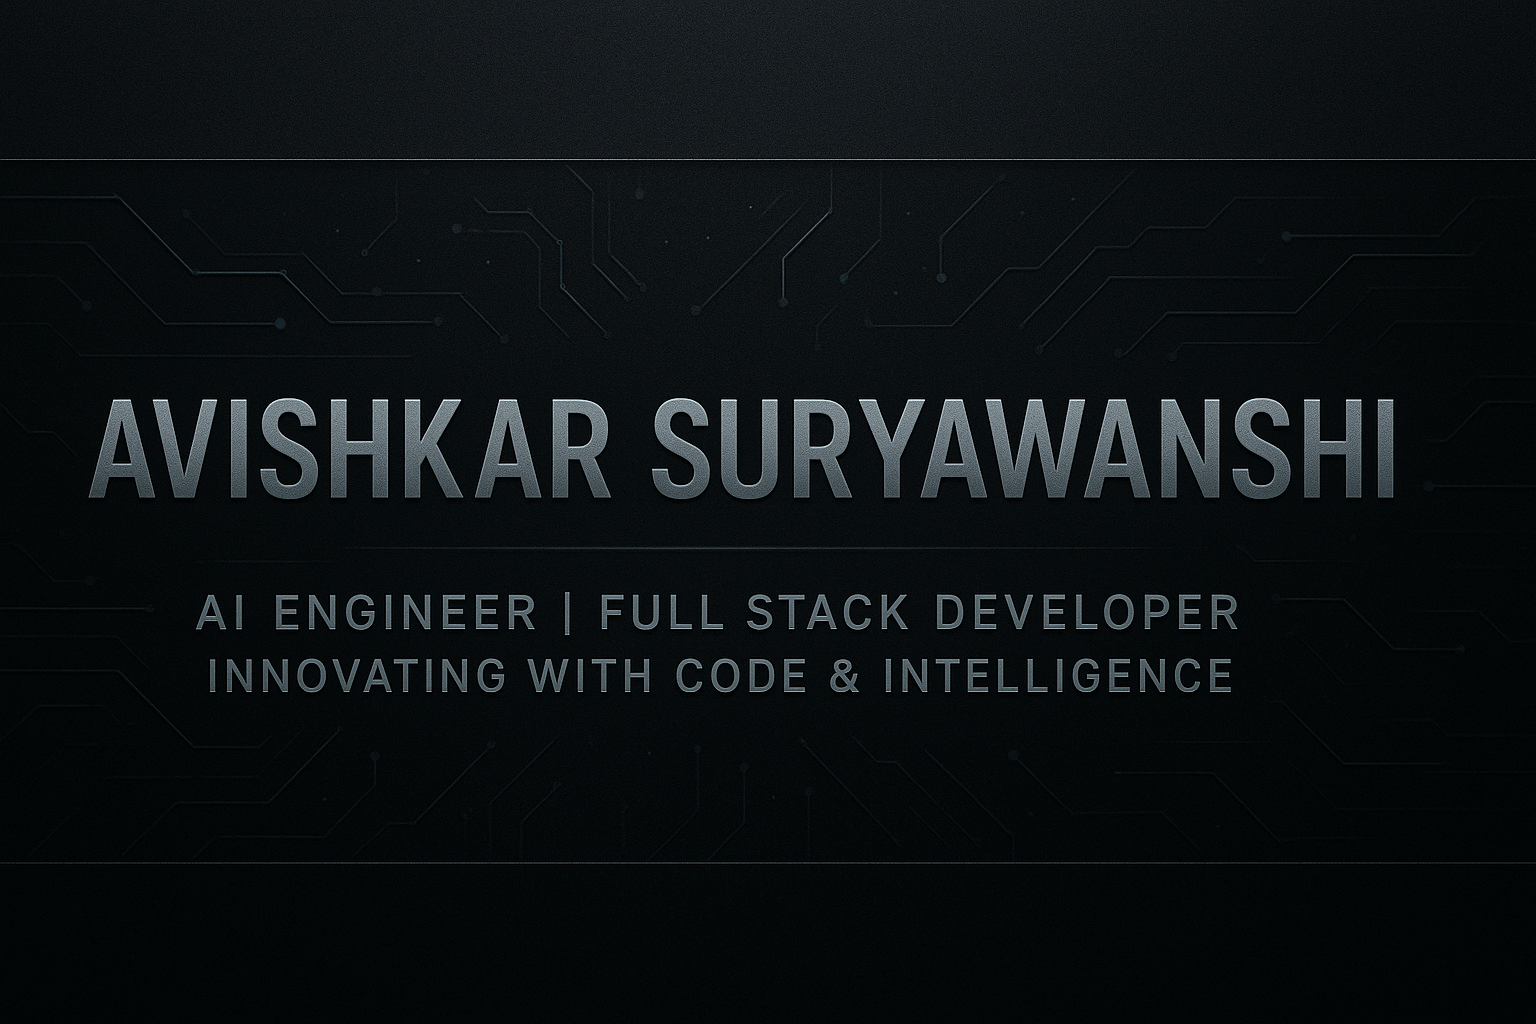 AVISHKAR SURYAWANSHI
AI ENGINEER | FULL STACK DEVELOPER
INNOVATING WITH CODE & INTELLIGENCE